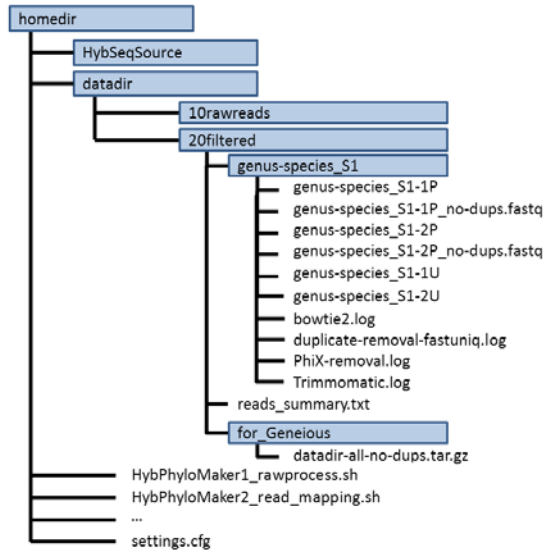 homedir
HybSeqSource
datadir
10rawreads
20filtered
genus-species_S1
genus-species_S1-1P
genus-species_S1-1P_no-dups.fastq
genus-species_S1-2P
genus-species_S1-2P_no-dups.fastq
genus-species_S1-1U
genus-species_S1-2U
bowtie2.log
duplicate-removal-fastuniq.log
PhiX-removal.log
Trimmomatic.log
reads_summary.txt
for_Geneious
datadir-all-no-dups.tar.gz
HybPhyloMaker1_rawprocess.sh
HybPhyloMaker2_read_mapping.sh
...
settings.cfg